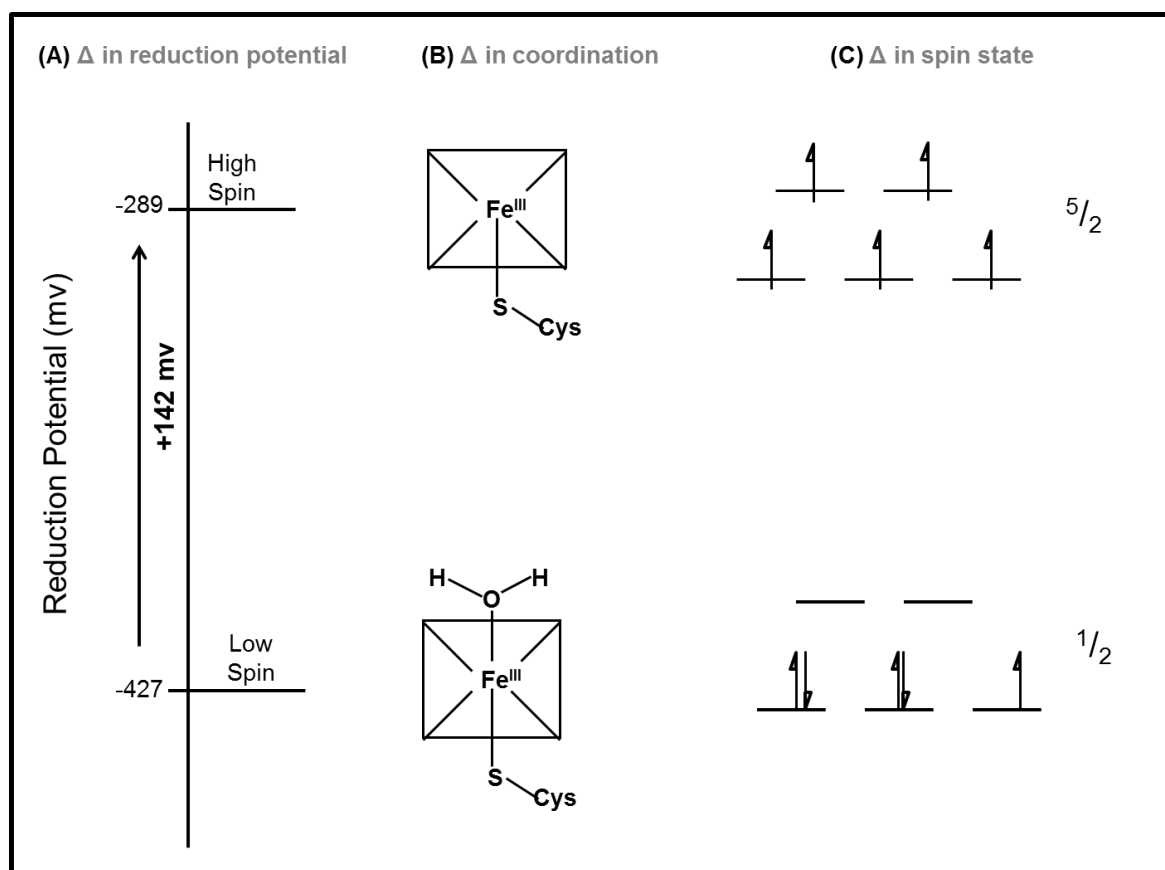 (A) Δ in reduction potential
(B) Δ in coordination
(C) Δ in spin state
Reduction Potential (mv)
High
Spin
-289
+142 mv
Low
Spin
-427
Fe^III
S
Cys
H H
O
Fe^III
S
Cys
5/2
1/2